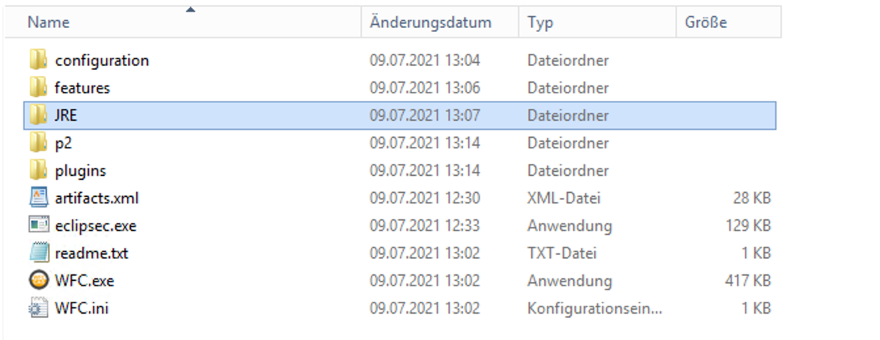 Name Änderungsdatum Typ Größe
configuration 09.07.2021 13:04 Dateiordner
features 09.07.2021 13:06 Dateiordner
JRE 09.07.2021 13:07 Dateiordner
p2 09.07.2021 13:14 Dateiordner
plugins 09.07.2021 13:14 Dateiordner
artifacts.xml 09.07.2021 12:30 XML-Datei 28 KB
eclipsec.exe 09.07.2021 12:33 Anwendung 129 KB
readme.txt 09.07.2021 13:02 TXT-Datei 1 KB
WFC.exe 09.07.2021 13:02 Anwendung 417 KB
WFC.ini 09.07.2021 13:02 Konfigurationsein... 1 KB